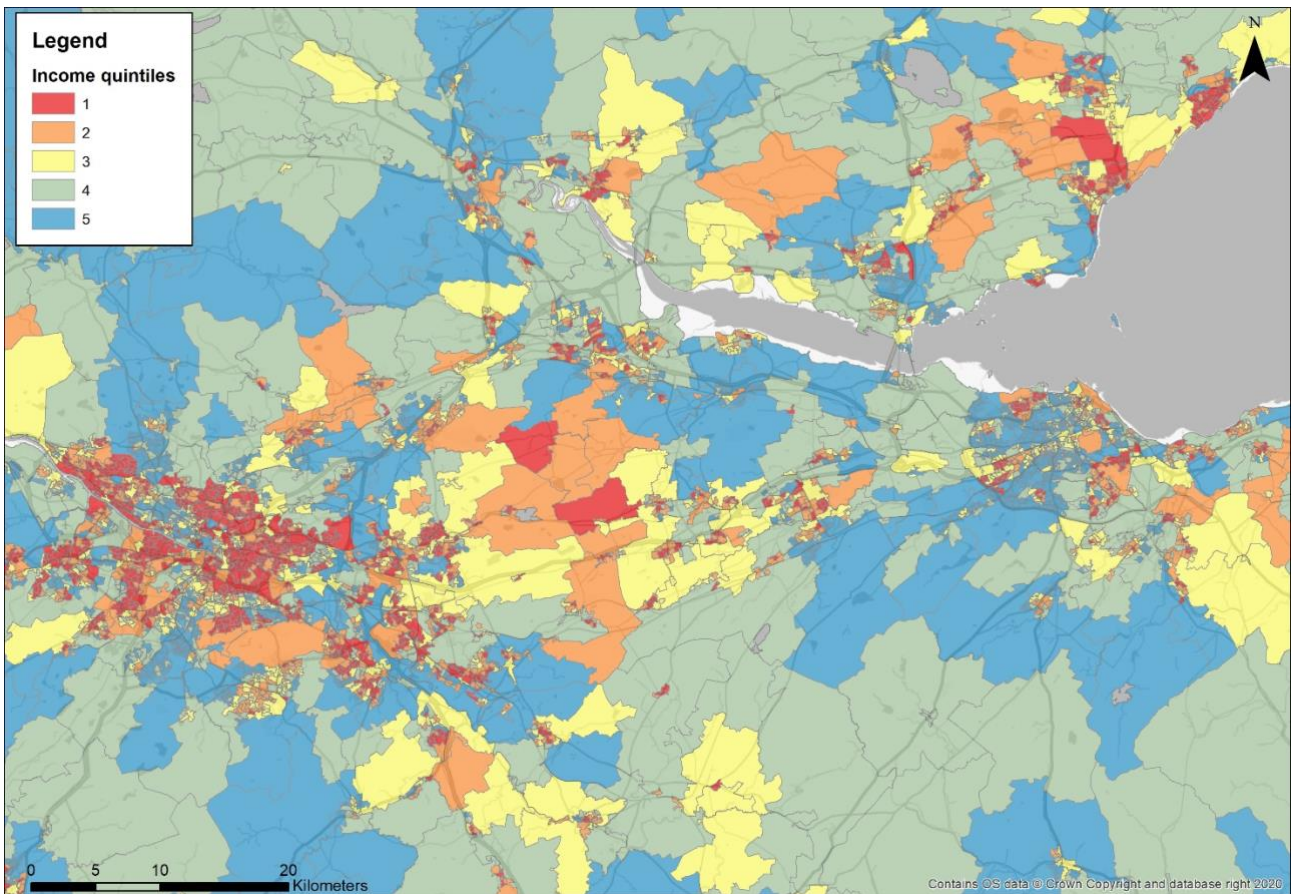 Legend
Income quintiles
1
2
3
4
5
N
0 5 10 20
Kilometers
Contains OS data © Crown Copyright and database right 2020